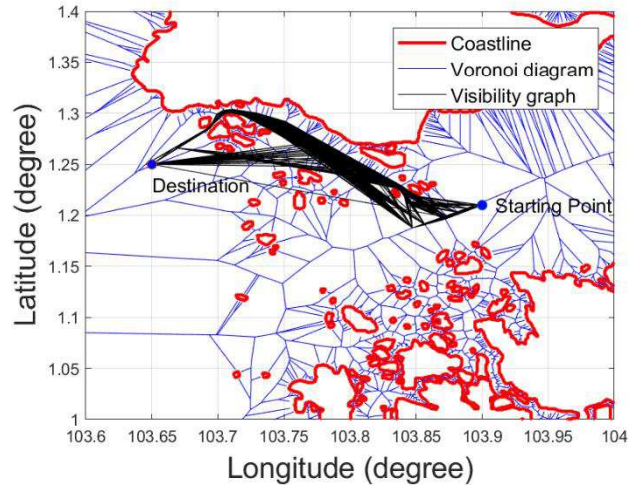 1.4
1.35
1.3
1.25
1.2
1.15
1.1
1.05
1
Latitude (degree)
Coastline
Voronoi diagram
Visibility graph
Destination
Starting Point
103.6
103.65
103.7
103.75
103.8
103.85
103.9
103.95
104
Longitude (degree)